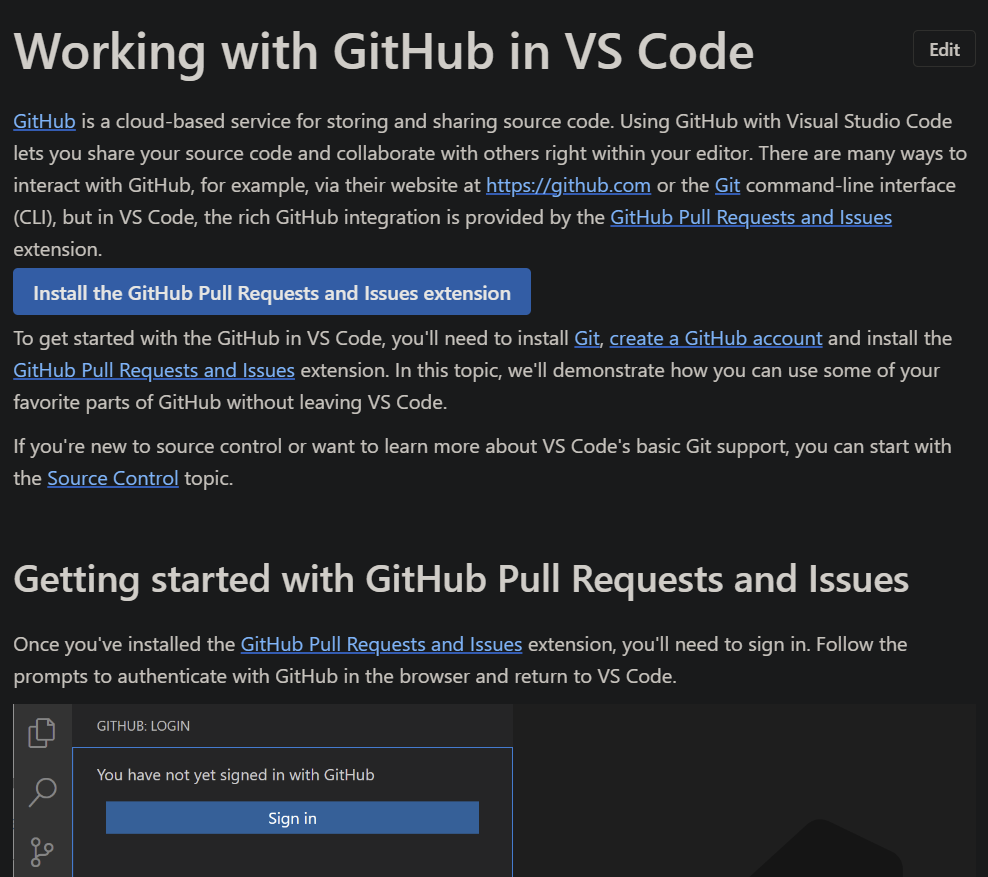 Working with GitHub in VS Code
Edit
GitHub is a cloud-based service for storing and sharing source code. Using GitHub with Visual Studio Code
lets you share your source code and collaborate with others right within your editor. There are many ways to
interact with GitHub, for example, via their website at https://github.com or the Git command-line interface
(CLI), but in VS Code, the rich GitHub integration is provided by the GitHub Pull Requests and Issues
extension.
Install the GitHub Pull Requests and Issues extension
To get started with the GitHub in VS Code, you'll need to install Git, create a GitHub account and install the
GitHub Pull Requests and Issues extension. In this topic, we'll demonstrate how you can use some of your
favorite parts of GitHub without leaving VS Code.
If you're new to source control or want to learn more about VS Code's basic Git support, you can start with
the Source Control topic.
Getting started with GitHub Pull Requests and Issues
Once you've installed the GitHub Pull Requests and Issues extension, you'll need to sign in. Follow the
prompts to authenticate with GitHub in the browser and return to VS Code.
GITHUB: LOGIN
You have not yet signed in with GitHub
Sign in